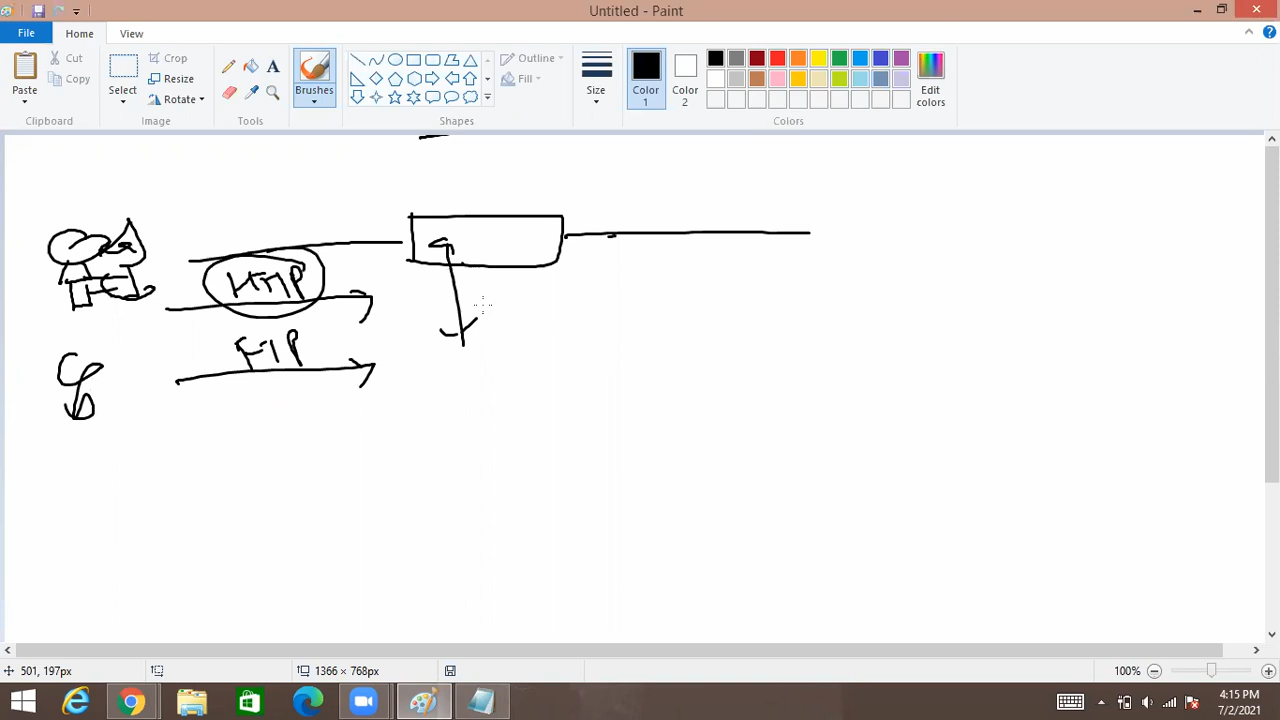 Untitled - Paint
File
Home
View
Paste
Cut
Copy
Clipboard
Select
Crop
Resize
Rotate
Image
A
Tools
Brushes
Shapes
Outline
Fill
Size
Color
1
Color
2
Edit
colors
Colors
HTTP
FTP
501, 197px
1366 × 768px
100%
4:15 PM
7/2/2021